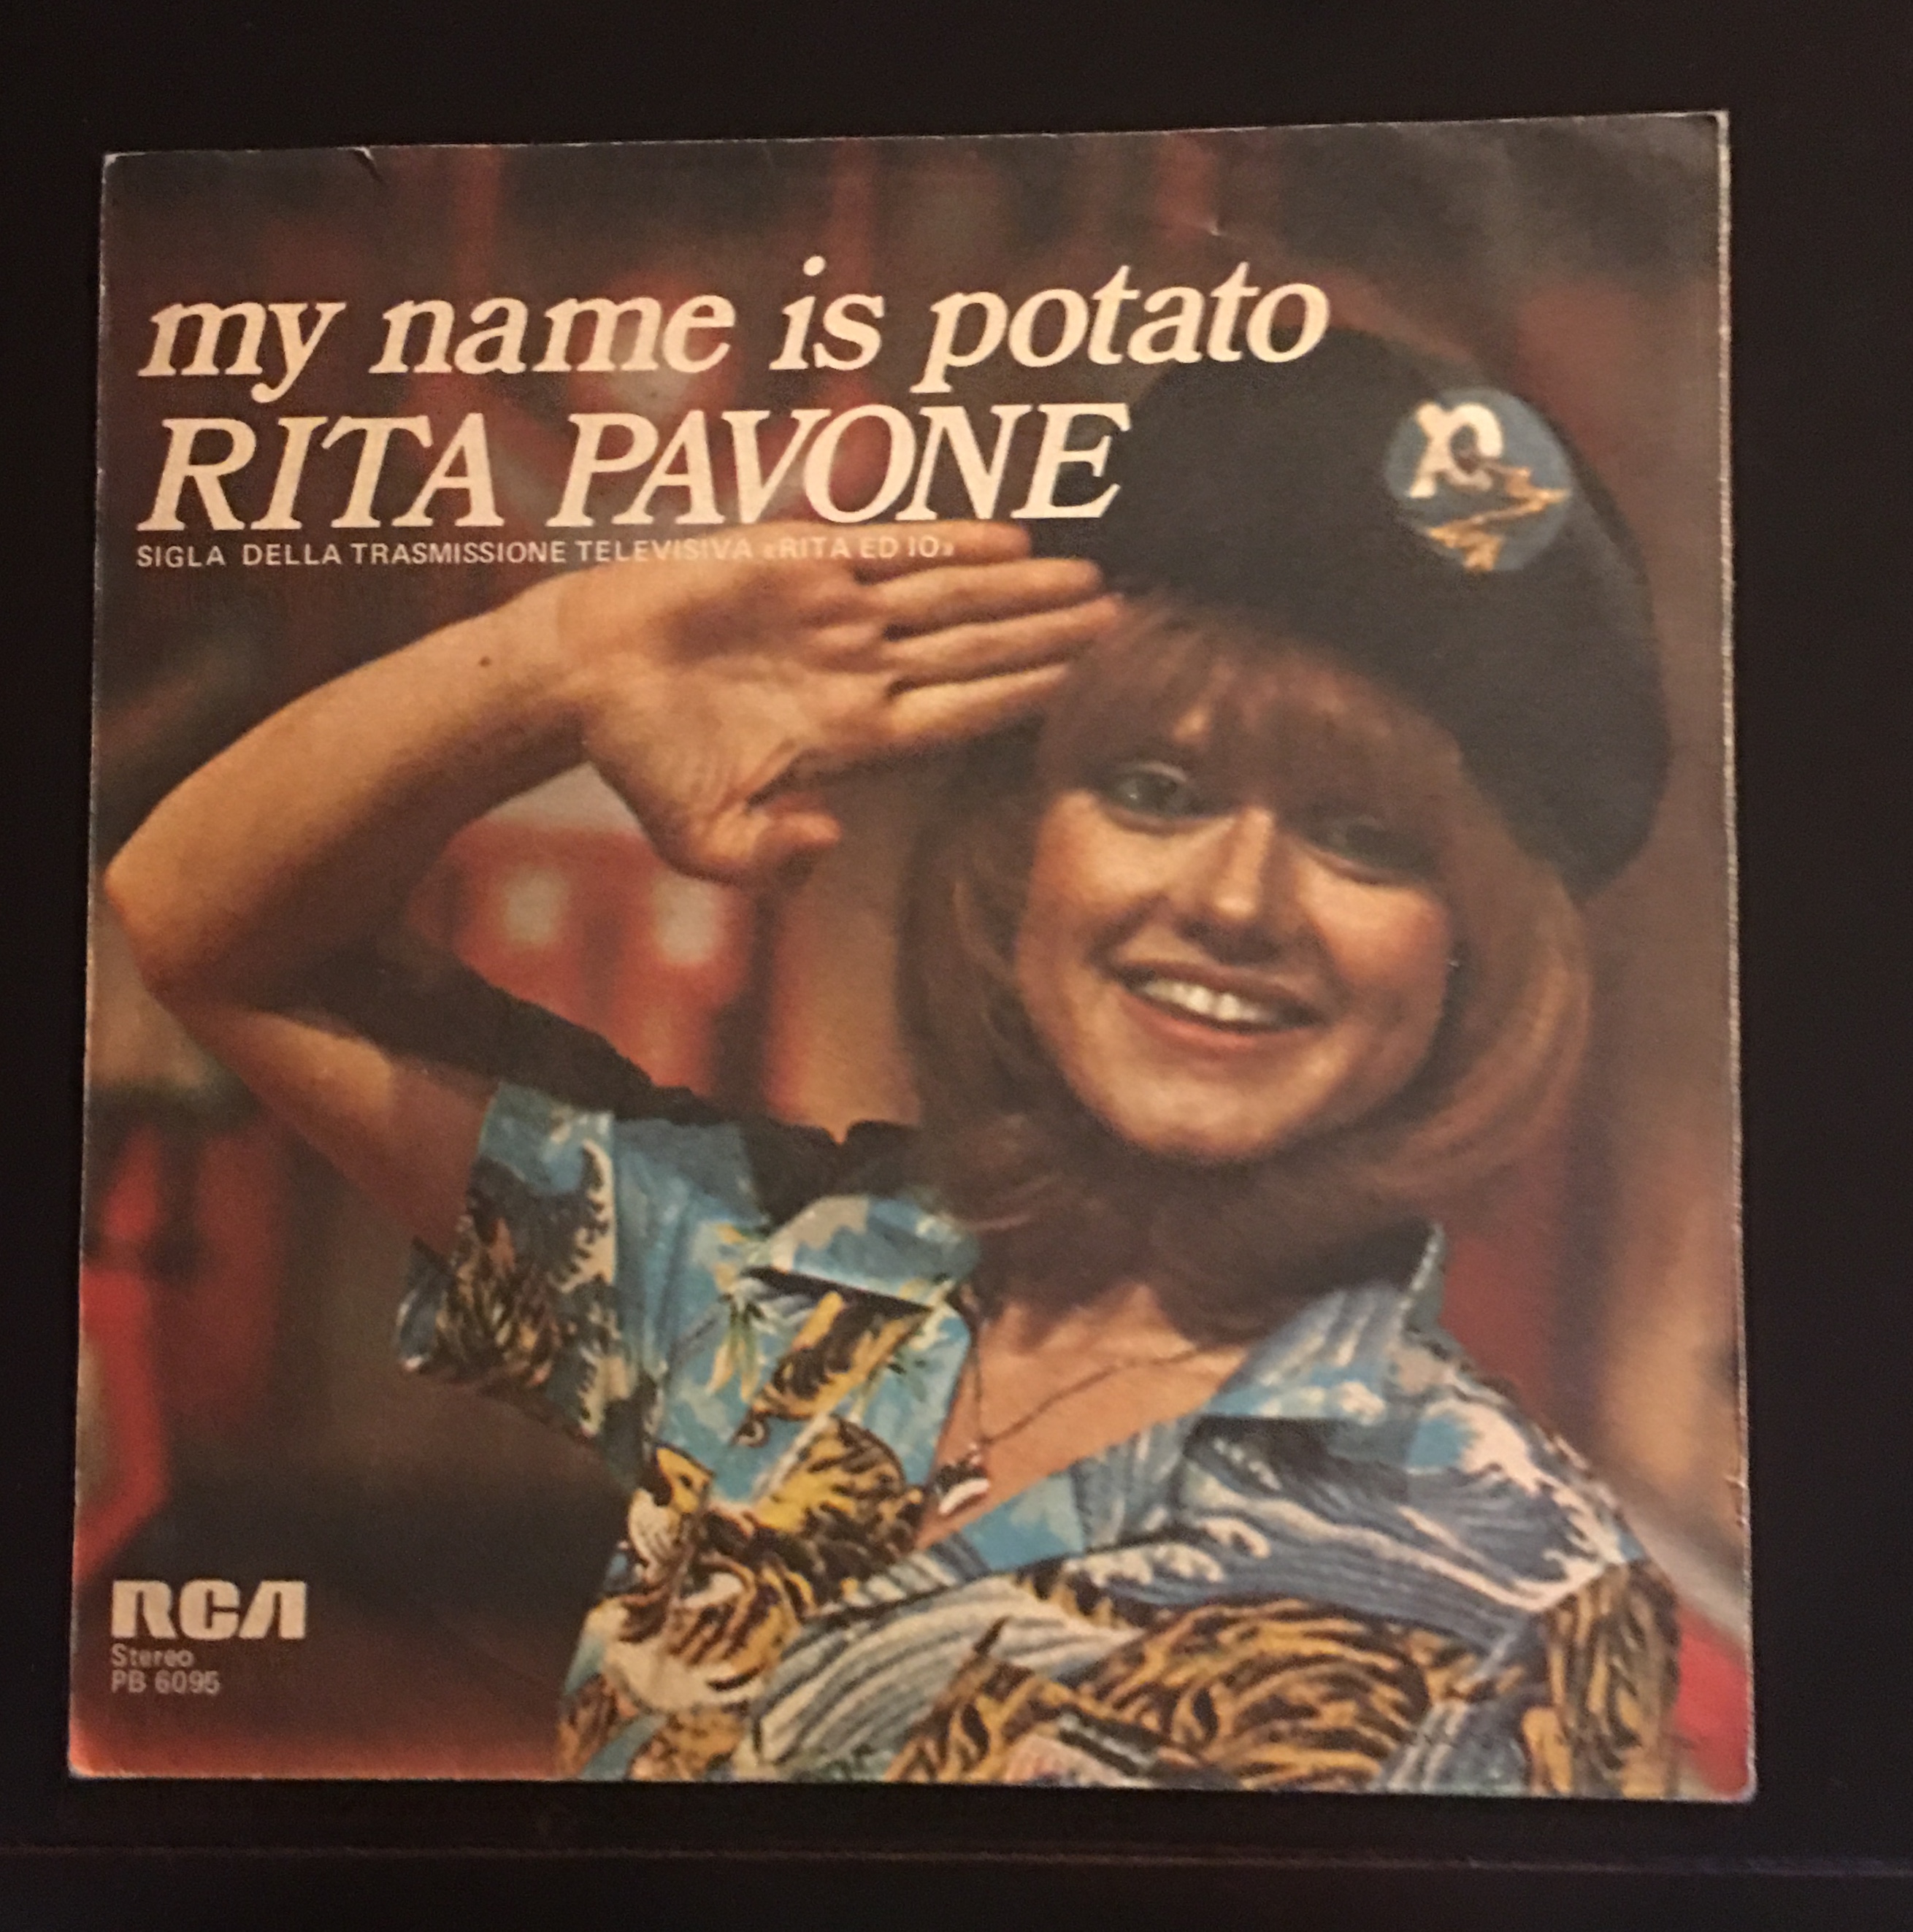 my name is potato
RITA PAVONE
SIGLA DELLA TRASMISSIONE TELEVISIVA «RITA ED IO»
RCA
Stereo
PB 6095